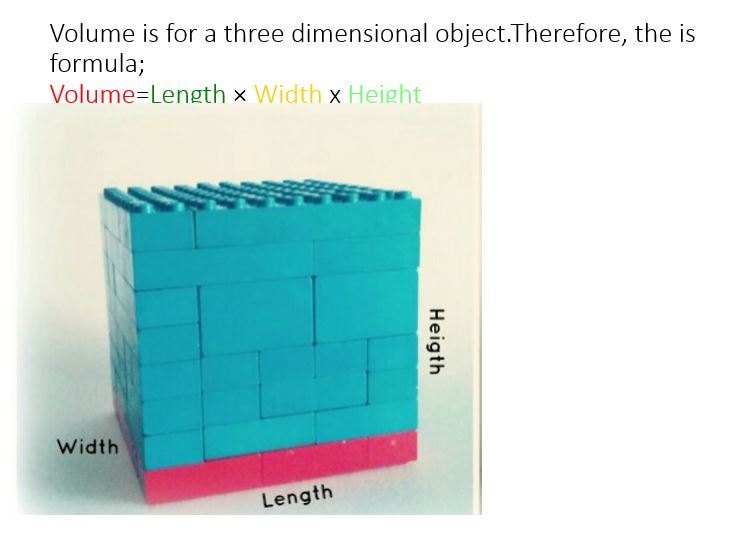 Volume is for a three dimensional object.Therefore, the is
formula;
Volume=Length × Width x Height
Heigth
Width
Length